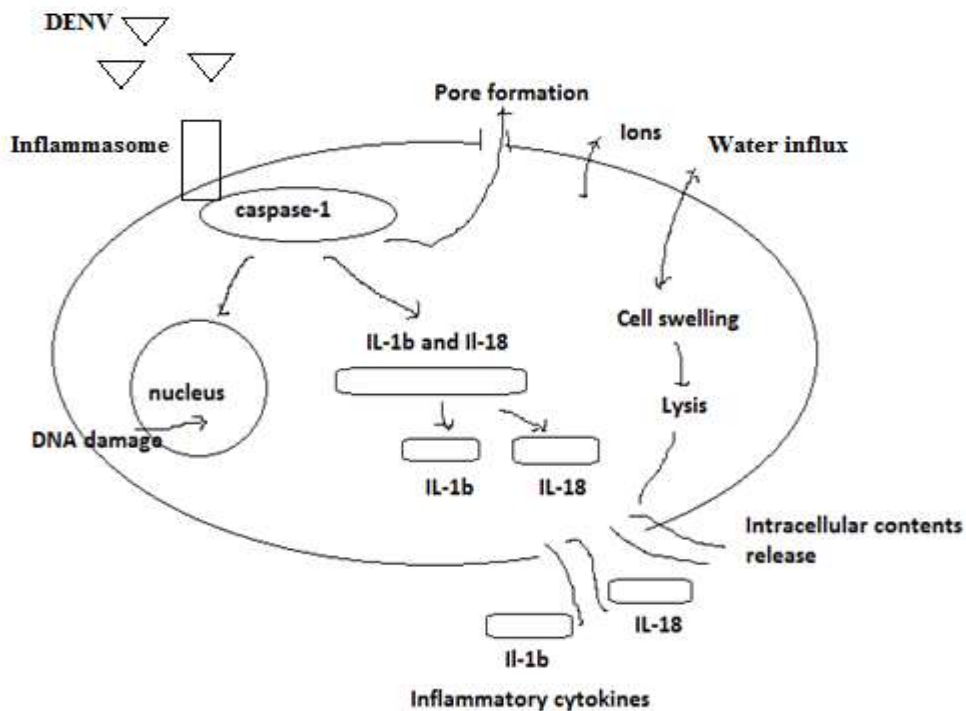 DENV
Pore formation
Ions
Inflammasome
Water influx
caspase-1
Cell swelling
IL-1b and Il-18
nucleus
Lysis
DNA damage
IL-1b
IL-18
Intracellular contents
release
IL-18
Il-1b
Inflammatory cytokines